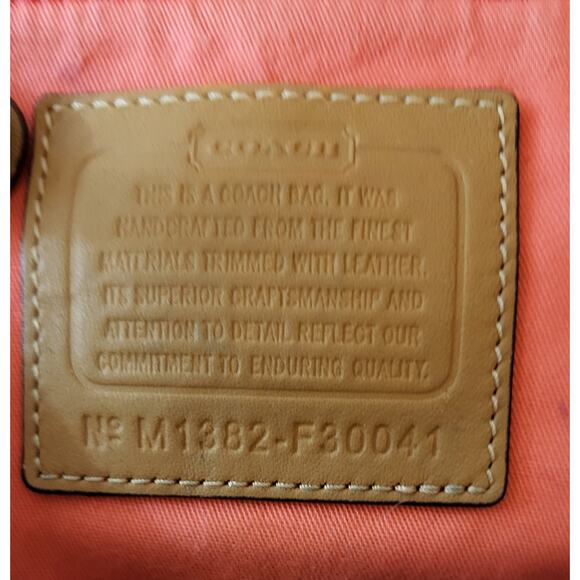 COACH
THIS IS A COACH BAG. IT WAS
HANDCRAFTED FROM THE FINEST
MATERIALS TRIMMED WITH LEATHER.
ITS SUPERIOR CRAFTSMANSHIP AND
ATTENTION TO DETAIL REFLECT OUR
COMMITMENT TO ENDURING QUALITY.
Nº M1382-F30041